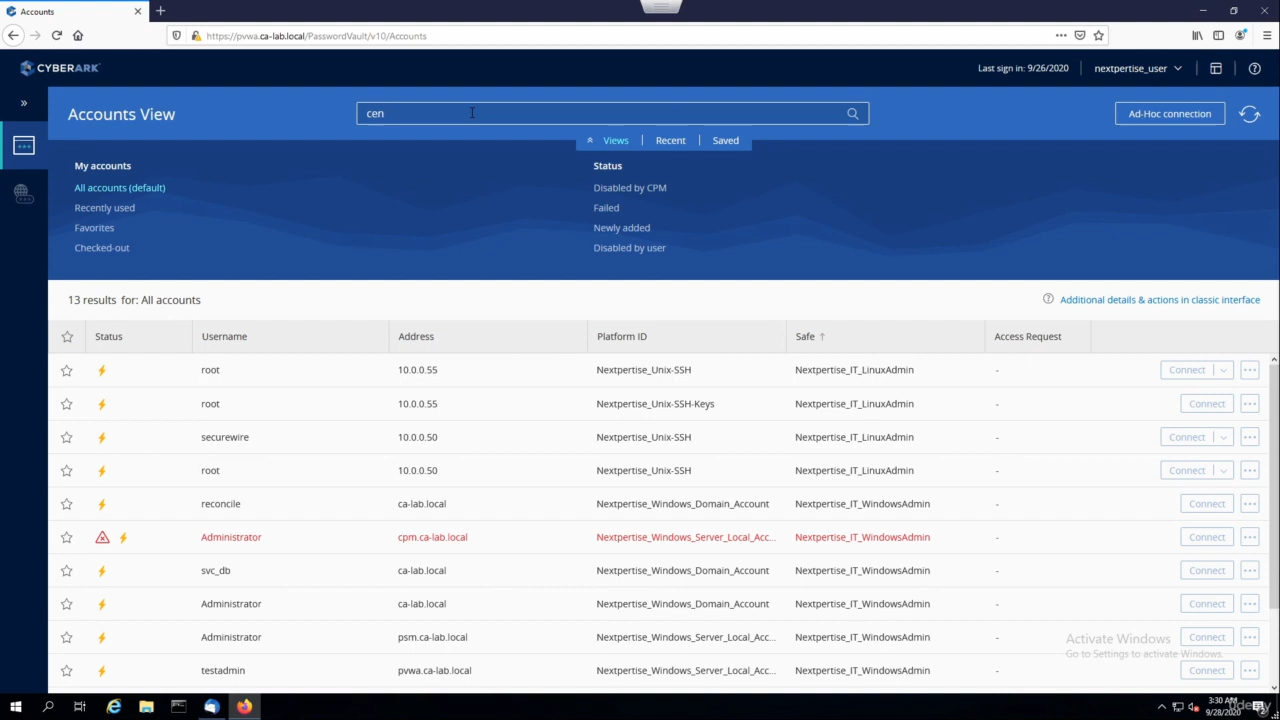 Accounts
https://pvwa.ca-lab.local/PasswordVault/v10/Accounts
CYBERARK
Last sign in: 9/26/2020
nextpertise_user
Accounts View
cen
Ad-Hoc connection
Views
Recent
Saved
My accounts
Status
All accounts (default)
Disabled by CPM
Recently used
Failed
Favorites
Newly added
Checked-out
Disabled by user
13 results for: All accounts
Additional details & actions in classic interface
Status Username Address Platform ID Safe ↑ Access Request
root 10.0.0.55 Nextpertise_Unix-SSH Nextpertise_IT_LinuxAdmin - Connect
root 10.0.0.55 Nextpertise_Unix-SSH-Keys Nextpertise_IT_LinuxAdmin - Connect
securewire 10.0.0.50 Nextpertise_Unix-SSH Nextpertise_IT_LinuxAdmin - Connect
root 10.0.0.50 Nextpertise_Unix-SSH Nextpertise_IT_LinuxAdmin - Connect
reconcile ca-lab.local Nextpertise_Windows_Domain_Account Nextpertise_IT_WindowsAdmin - Connect
Administrator cpm.ca-lab.local Nextpertise_Windows_Server_Local_Acc... Nextpertise_IT_WindowsAdmin - Connect
svc_db ca-lab.local Nextpertise_Windows_Domain_Account Nextpertise_IT_WindowsAdmin - Connect
Administrator ca-lab.local Nextpertise_Windows_Domain_Account Nextpertise_IT_WindowsAdmin - Connect
Administrator psm.ca-lab.local Nextpertise_Windows_Server_Local_Acc... Nextpertise_IT_WindowsAdmin - Connect
testadmin pvwa.ca-lab.local Nextpertise_Windows_Server_Local_Acc... Nextpertise_IT_WindowsAdmin - Connect
Activate Windows
Go to Settings to activate Windows.
3:30 AM
9/28/2020
udemy